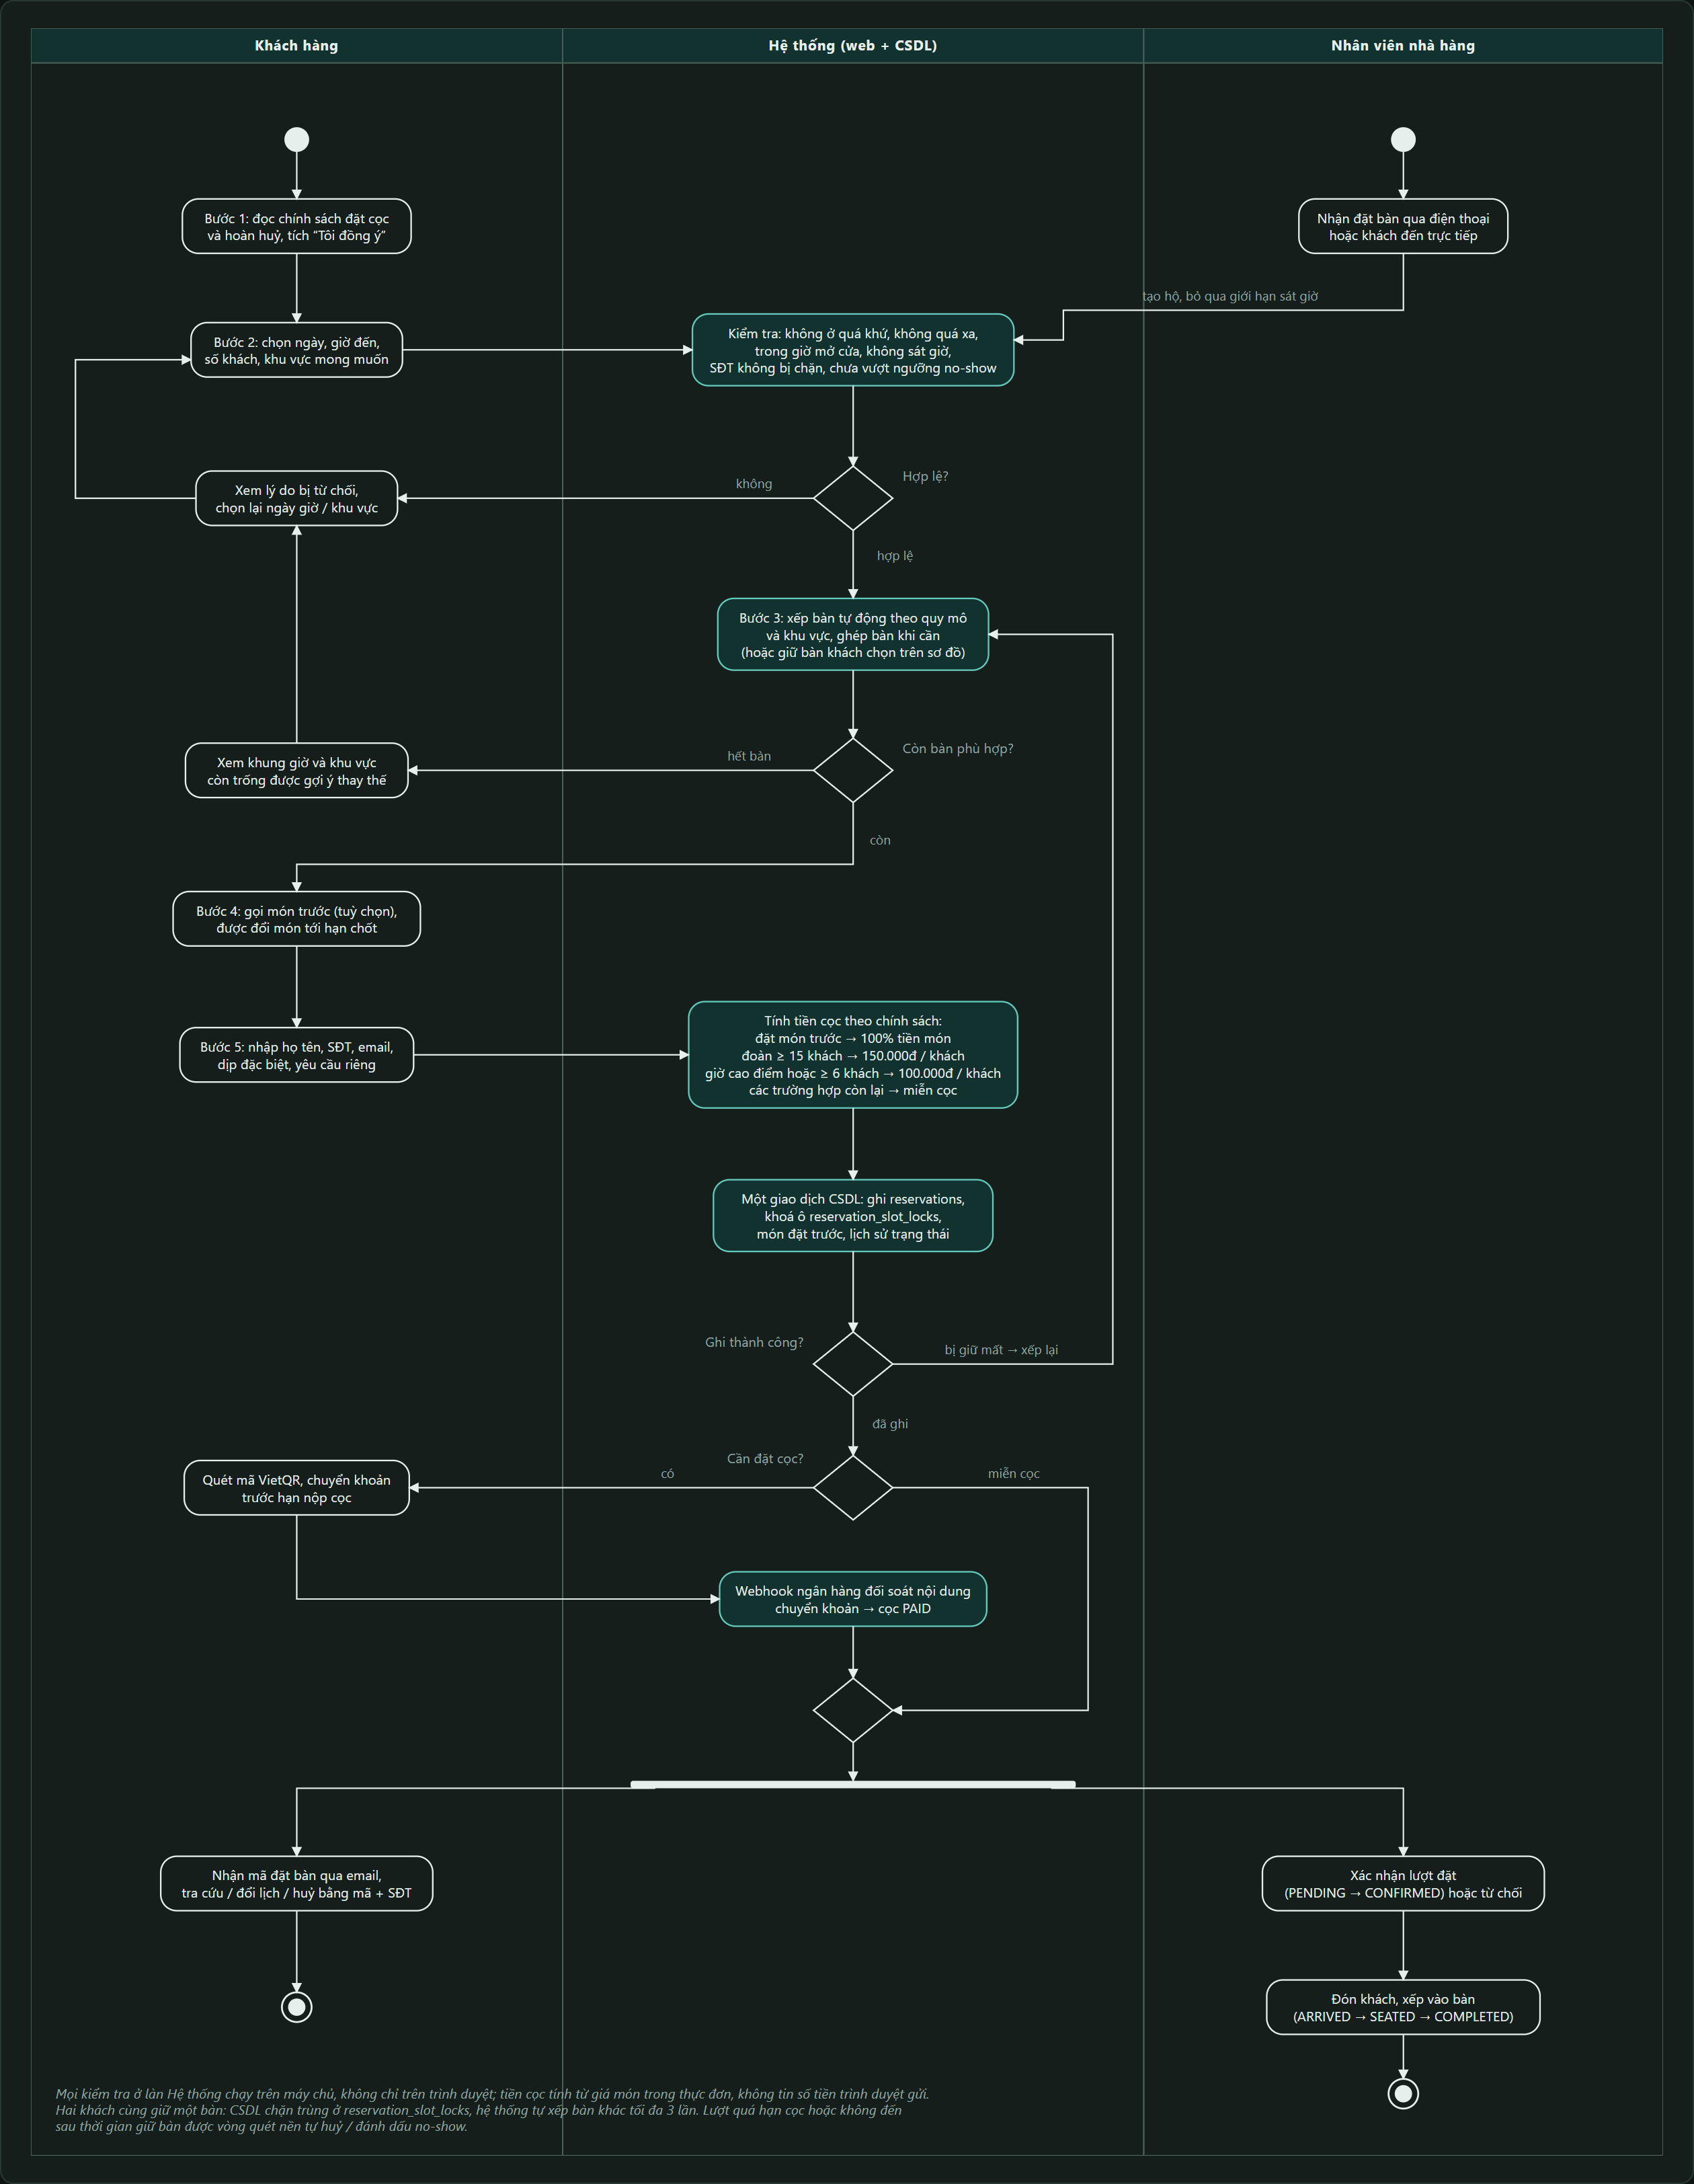 Khách hàng
Hệ thống (web + CSDL)
Nhân viên nhà hàng
Bước 1: đọc chính sách đặt cọc
và hoàn huỷ, tích “Tôi đồng ý”
Nhận đặt bàn qua điện thoại
hoặc khách đến trực tiếp
tạo hộ, bỏ qua giới hạn sát giờ
Bước 2: chọn ngày, giờ đến,
số khách, khu vực mong muốn
Kiểm tra: không ở quá khứ, không quá xa,
trong giờ mở cửa, không sát giờ,
SĐT không bị chặn, chưa vượt ngưỡng no-show
Hợp lệ?
không
Xem lý do bị từ chối,
chọn lại ngày giờ / khu vực
hợp lệ
Bước 3: xếp bàn tự động theo quy mô
và khu vực, ghép bàn khi cần
(hoặc giữ bàn khách chọn trên sơ đồ)
Còn bàn phù hợp?
hết bàn
Xem khung giờ và khu vực
còn trống được gợi ý thay thế
còn
Bước 4: gọi món trước (tuỳ chọn),
được đổi món tới hạn chốt
Bước 5: nhập họ tên, SĐT, email,
dịp đặc biệt, yêu cầu riêng
Tính tiền cọc theo chính sách:
đặt món trước → 100% tiền món
đoàn ≥ 15 khách → 150.000đ / khách
giờ cao điểm hoặc ≥ 6 khách → 100.000đ / khách
các trường hợp còn lại → miễn cọc
Một giao dịch CSDL: ghi reservations,
khoá ô reservation_slot_locks,
món đặt trước, lịch sử trạng thái
Ghi thành công?
bị giữ mất → xếp lại
đã ghi
Cần đặt cọc?
có
miễn cọc
Quét mã VietQR, chuyển khoản
trước hạn nộp cọc
Webhook ngân hàng đối soát nội dung
chuyển khoản → cọc PAID
Nhận mã đặt bàn qua email,
tra cứu / đổi lịch / huỷ bằng mã + SĐT
Xác nhận lượt đặt
(PENDING → CONFIRMED) hoặc từ chối
Đón khách, xếp vào bàn
(ARRIVED → SEATED → COMPLETED)
Mọi kiểm tra ở làn Hệ thống chạy trên máy chủ, không chỉ trên trình duyệt; tiền cọc tính từ giá món trong thực đơn, không tin số tiền trình duyệt gửi.
Hai khách cùng giữ một bàn: CSDL chặn trùng ở reservation_slot_locks, hệ thống tự xếp bàn khác tối đa 3 lần. Lượt quá hạn cọc hoặc không đến
sau thời gian giữ bàn được vòng quét nền tự huỷ / đánh dấu no-show.